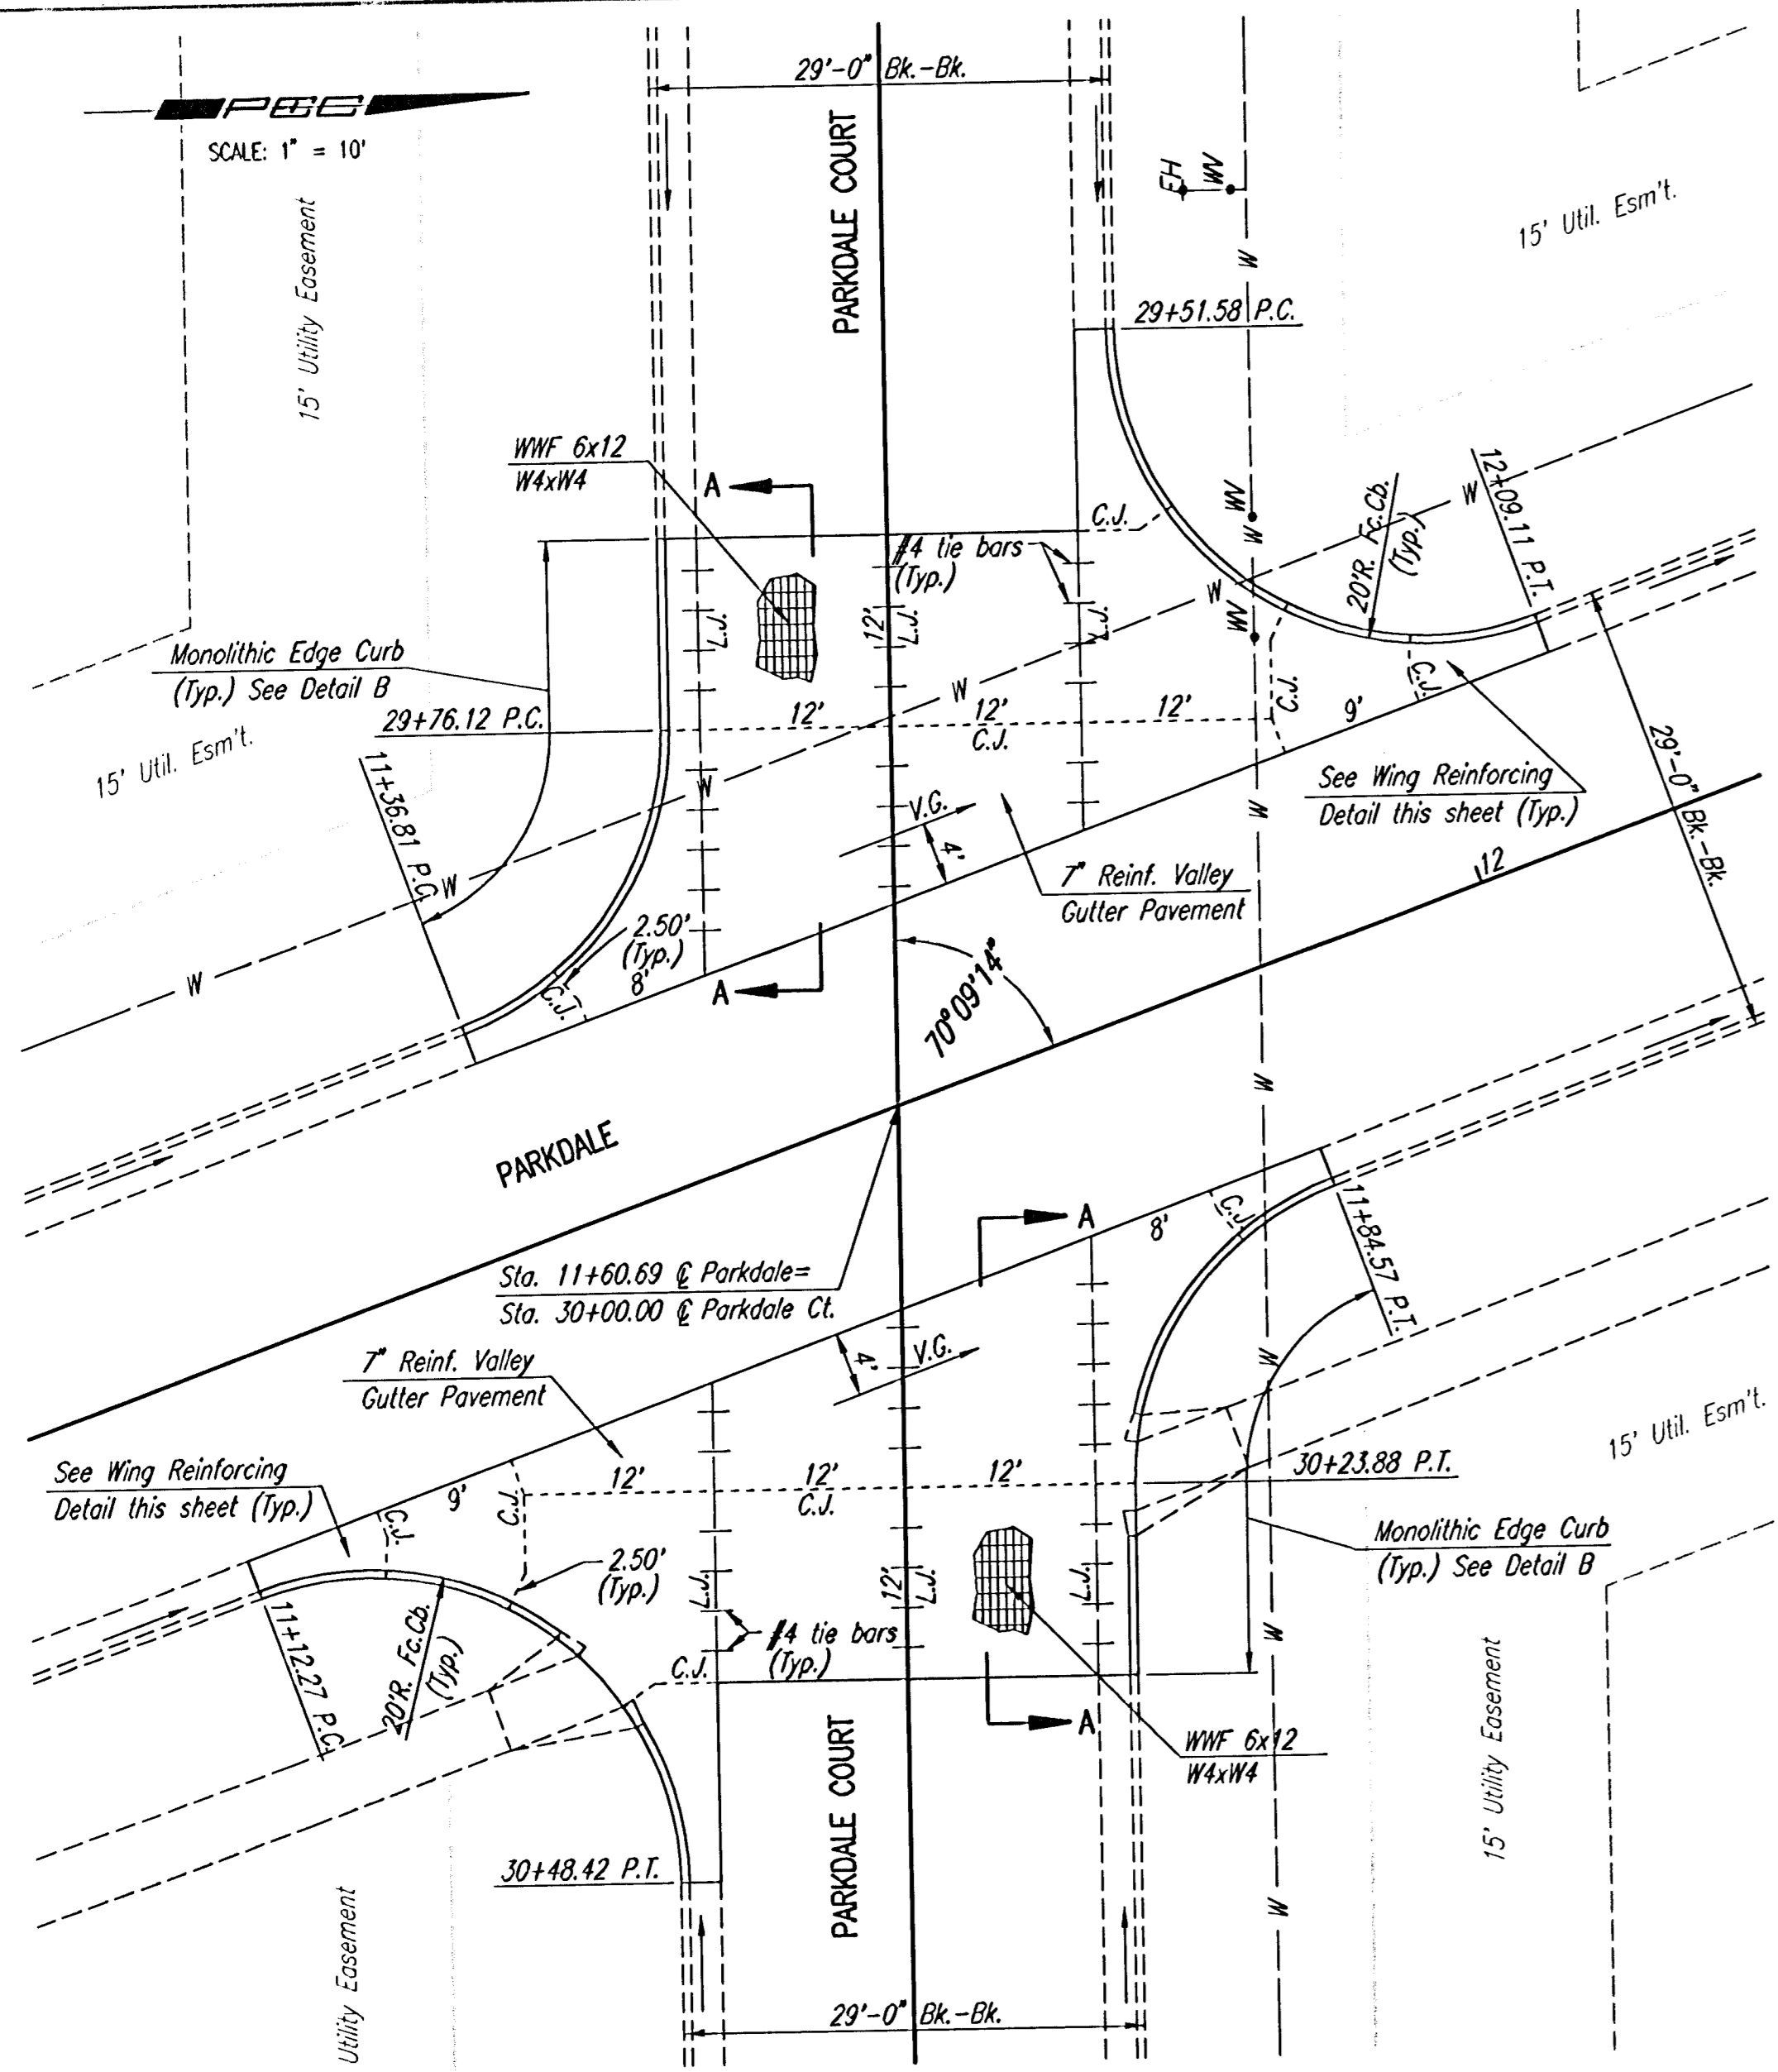 29'-0" Bk.-Bk.
PEC
SCALE: 1" = 10'
PARKDALE COURT
FH
WV
15' Utility Easement
15' Util. Esm't.
W
29+51.58 P.C.
WWF 6x12
W4xW4
A
C.J.
WV
W
12+09.11 P.T.
W
#4 tie bars
(Typ.)
20'R. Fc.Cb.
(Typ.)
W
WV
12'
L.J.
L.J.
L.J.
Monolithic Edge Curb
(Typ.) See Detail B
C.J.
C.J.
W
29+76.12 P.C.
12'
12'
C.J.
12'
9'
15' Util. Esm't.
11+36.81 P.C.
W
See Wing Reinforcing
Detail this sheet (Typ.)
29'-0" Bk.-Bk.
V.G.
4'
W
12
7" Reinf. Valley
Gutter Pavement
W
2.50'
(Typ.)
8'
C.J.
W
A
70°09'14"
W
PARKDALE
A
8'
C.J.
11+84.57 P.T.
Sta. 11+60.69 ℄ Parkdale=
Sta. 30+00.00 ℄ Parkdale Ct.
7" Reinf. Valley
Gutter Pavement
4'
V.G.
W
15' Util. Esm't.
See Wing Reinforcing
Detail this sheet (Typ.)
9'
12'
12'
C.J.
12'
30+23.88 P.T.
C.J.
C.J.
Monolithic Edge Curb
(Typ.) See Detail B
2.50'
(Typ.)
L.J.
12'
L.J.
L.J.
11+12.27 P.C.
20'R. Fc.Cb.
(Typ.)
#4 tie bars
(Typ.)
W
C.J.
A
WWF 6x12
W4xW4
15' Utility Easement
PARKDALE COURT
30+48.42 P.T.
W
Utility Easement
29'-0" Bk.-Bk.